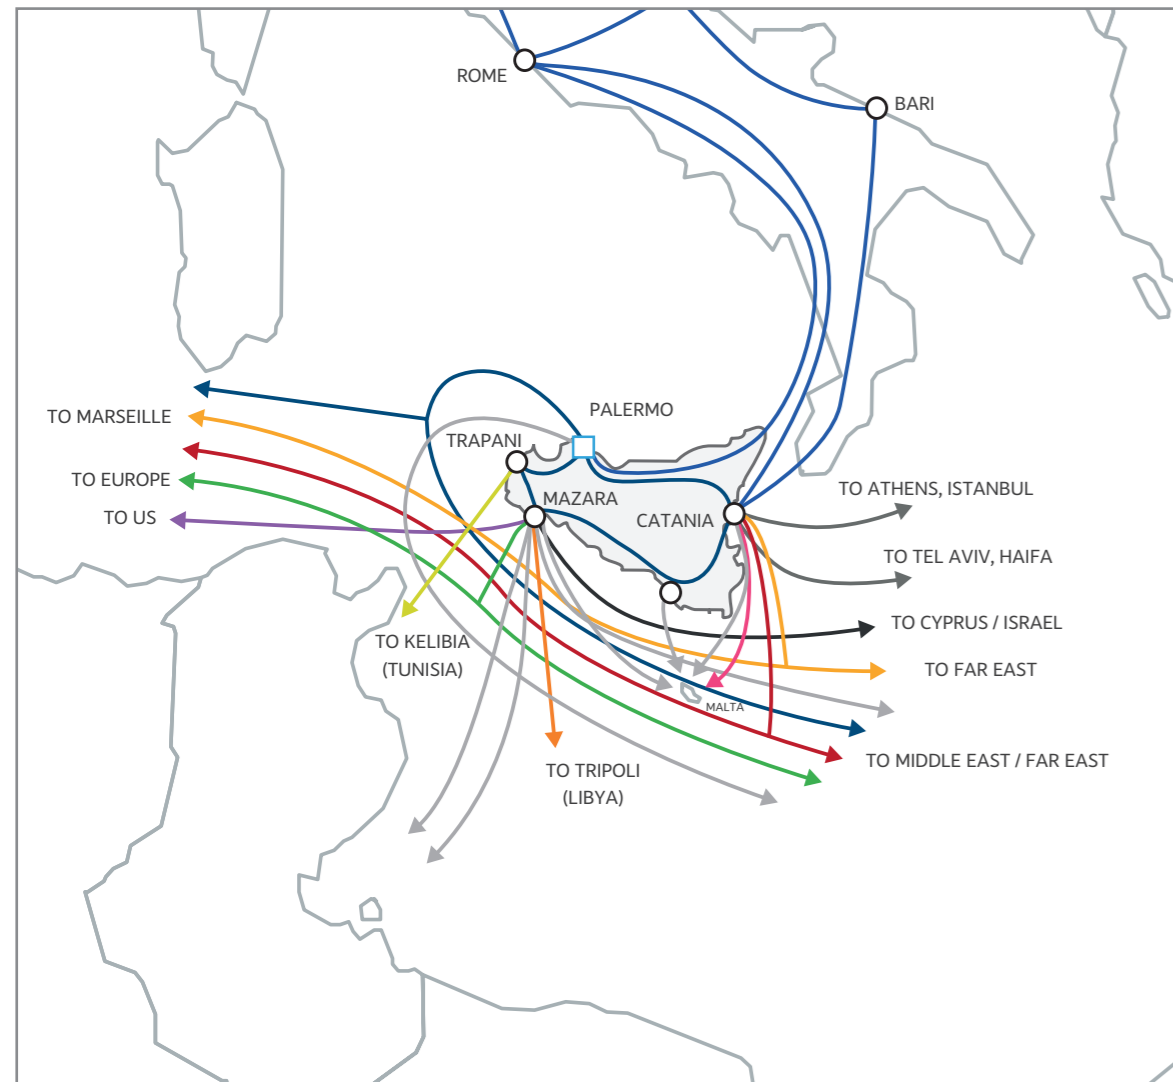 ROME
BARI
PALERMO
TO MARSEILLE
TRAPANI
TO EUROPE
MAZARA
TO ATHENS, ISTANBUL
TO US
CATANIA
TO TEL AVIV, HAIFA
TO CYPRUS / ISRAEL
TO KELIBIA
(TUNISIA)
TO FAR EAST
MALTA
TO MIDDLE EAST / FAR EAST
TO TRIPOLI
(LIBYA)